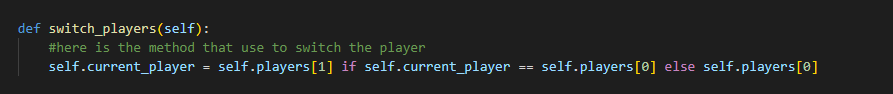 def switch_players(self):
#here is the method that use to switch the player
self.current_player = self.players[1] if self.current_player == self.players[0] else self.players[0]